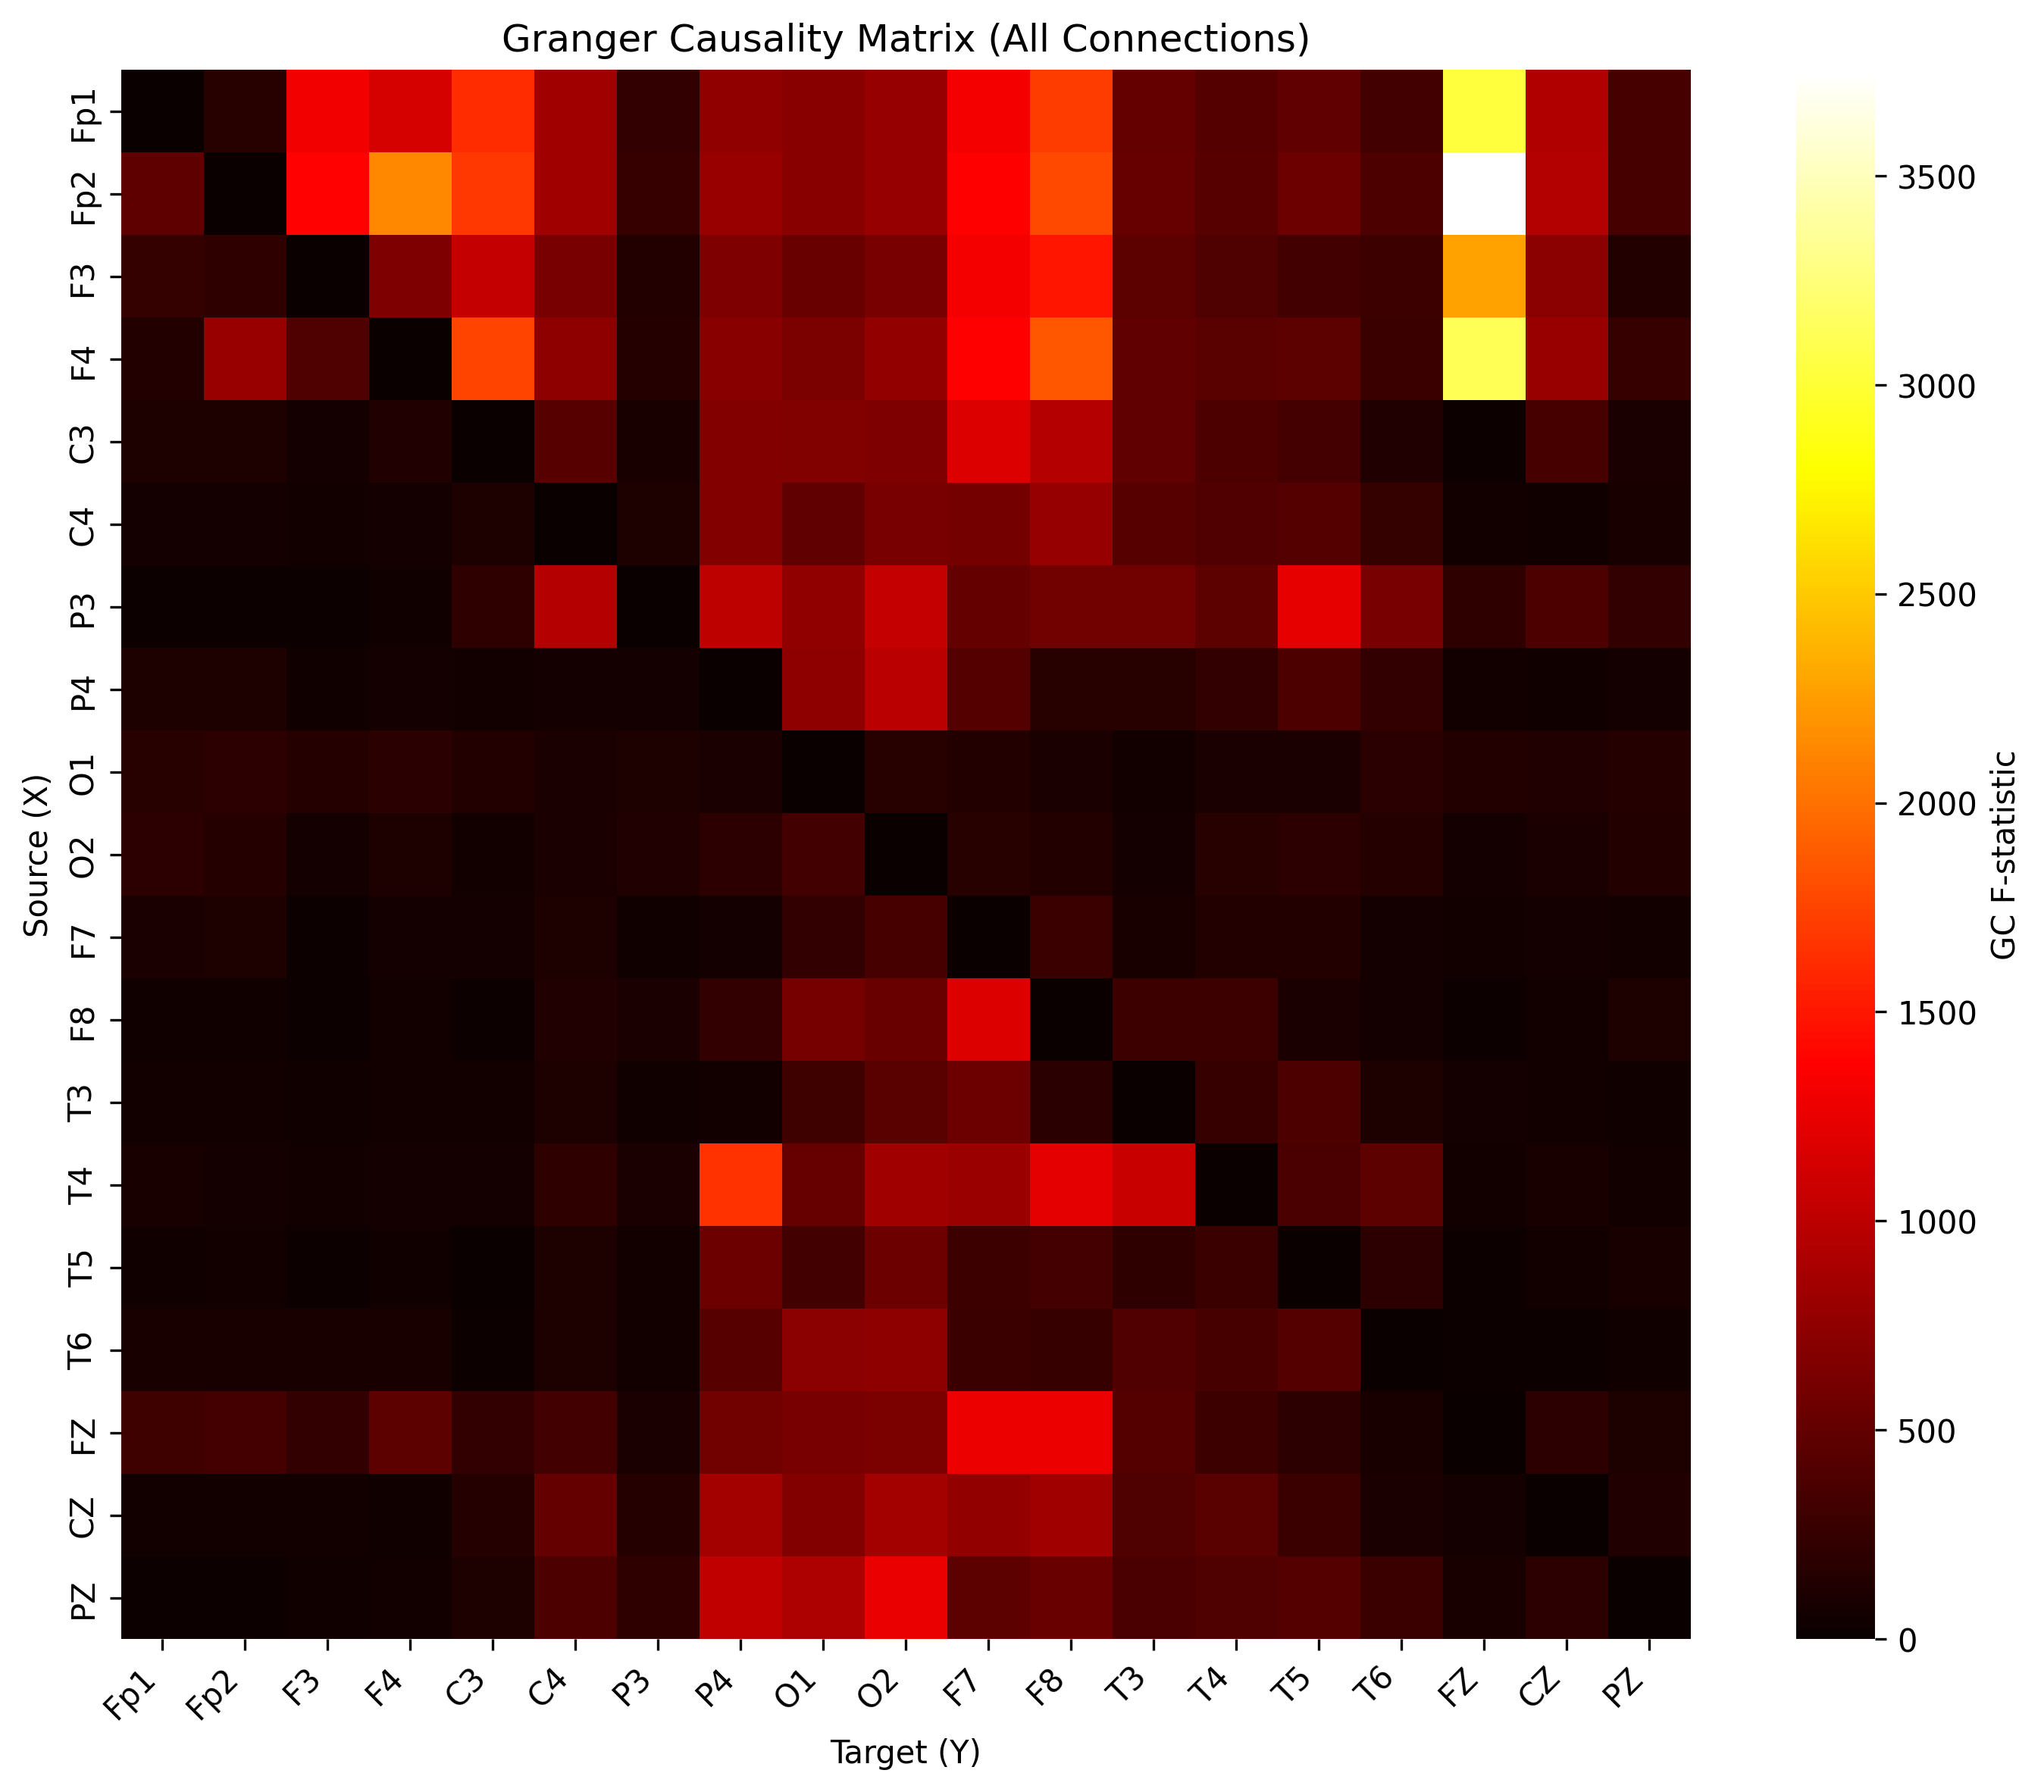 Granger Causality Matrix (All Connections)
Source (X)
Fp1
Fp2
F3
F4
C3
C4
P3
P4
O1
O2
F7
F8
T3
T4
T5
T6
FZ
CZ
PZ
Fp1 Fp2 F3 F4 C3 C4 P3 P4 O1 O2 F7 F8 T3 T4 T5 T6 FZ CZ PZ
Target (Y)
3500
3000
2500
2000
1500
1000
500
0
GC F-statistic